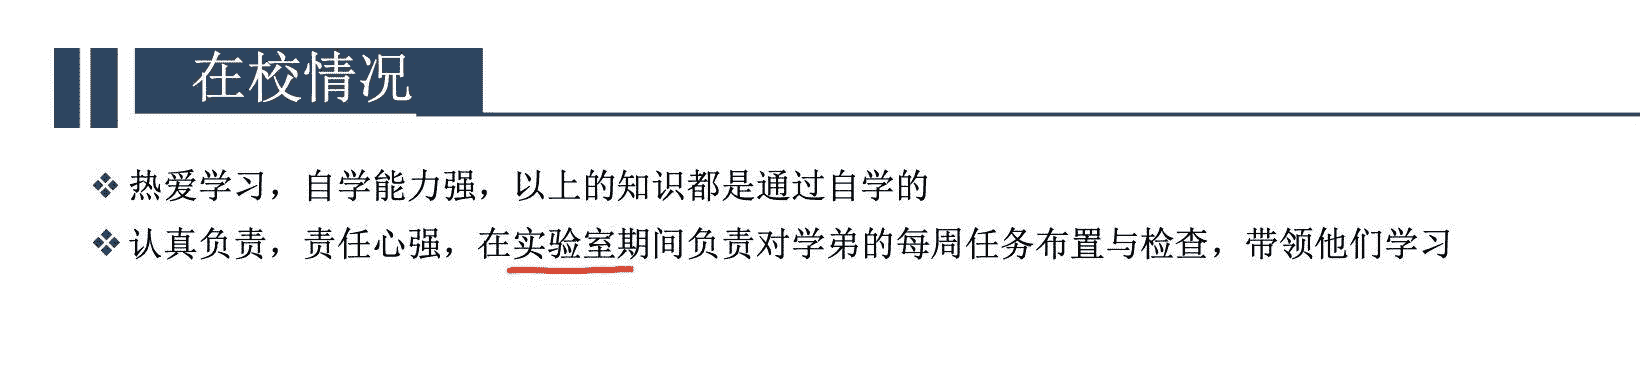 在校情况
热爱学习，自学能力强，以上的知识都是通过自学的
认真负责，责任心强，在实验室期间负责对学弟的每周任务布置与检查，带领他们学习